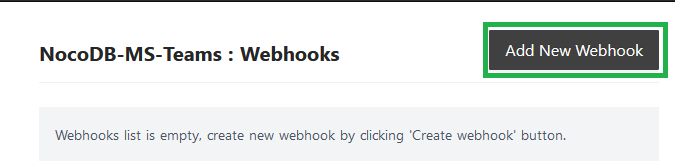 NocoDB-MS-Teams : Webhooks
Add New Webhook
Webhooks list is empty, create new webhook by clicking 'Create webhook' button.